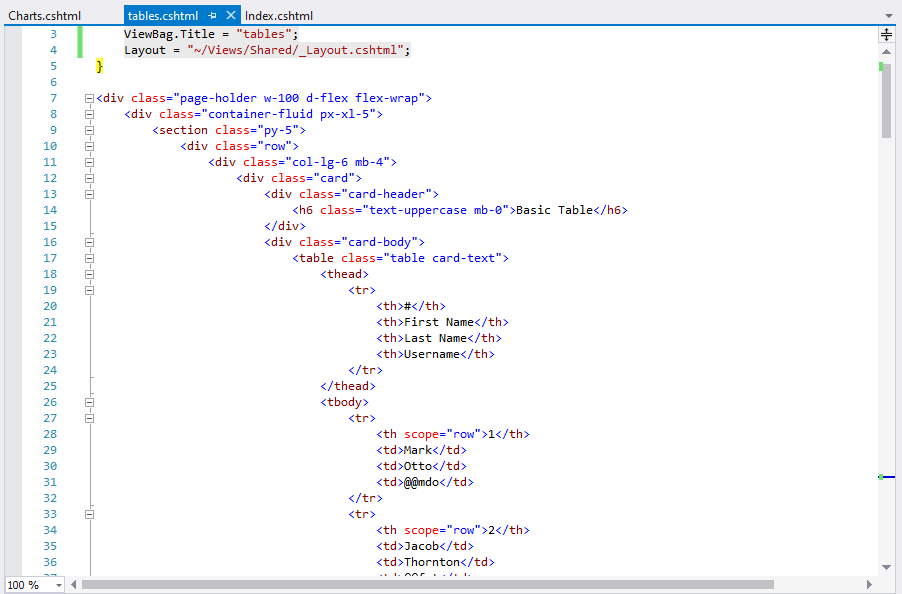 Charts.cshtml tables.cshtml Index.cshtml
3 ViewBag.Title = "tables";
4 Layout = "~/Views/Shared/_Layout.cshtml";
5 }
6
7 <div class="page-holder w-100 d-flex flex-wrap">
8 <div class="container-fluid px-xl-5">
9 <section class="py-5">
10 <div class="row">
11 <div class="col-lg-6 mb-4">
12 <div class="card">
13 <div class="card-header">
14 <h6 class="text-uppercase mb-0">Basic Table</h6>
15 </div>
16 <div class="card-body">
17 <table class="table card-text">
18 <thead>
19 <tr>
20 <th>#</th>
21 <th>First Name</th>
22 <th>Last Name</th>
23 <th>Username</th>
24 </tr>
25 </thead>
26 <tbody>
27 <tr>
28 <th scope="row">1</th>
29 <td>Mark</td>
30 <td>Otto</td>
31 <td>@@mdo</td>
32 </tr>
33 <tr>
34 <th scope="row">2</th>
35 <td>Jacob</td>
36 <td>Thornton</td>
100 %